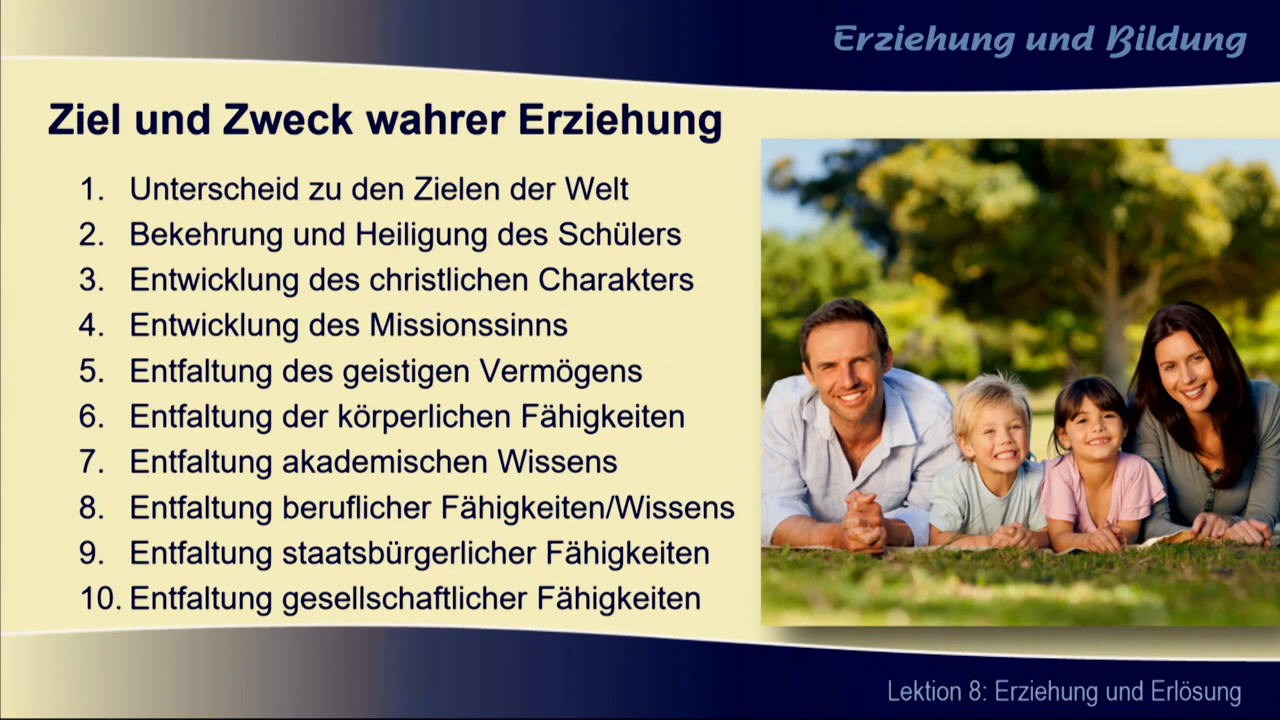 Erziehung und Bildung
Ziel und Zweck wahrer Erziehung
1. Unterscheid zu den Zielen der Welt
2. Bekehrung und Heiligung des Schülers
3. Entwicklung des christlichen Charakters
4. Entwicklung des Missionssinns
5. Entfaltung des geistigen Vermögens
6. Entfaltung der körperlichen Fähigkeiten
7. Entfaltung akademischen Wissens
8. Entfaltung beruflicher Fähigkeiten/Wissens
9. Entfaltung staatsbürgerlicher Fähigkeiten
10. Entfaltung gesellschaftlicher Fähigkeiten
Lektion 8: Erziehung und Erlösung